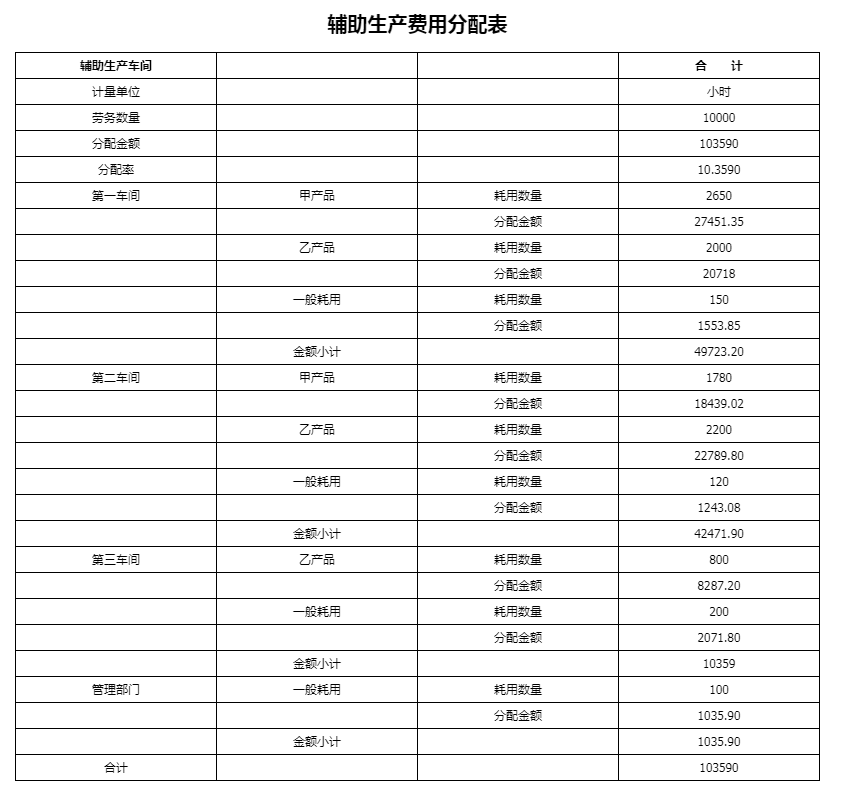 辅助生产费用分配表
辅助生产车间 合 计
计量单位 小时
劳务数量 10000
分配金额 103590
分配率 10.3590
第一车间 甲产品 耗用数量 2650
分配金额 27451.35
乙产品 耗用数量 2000
分配金额 20718
一般耗用 耗用数量 150
分配金额 1553.85
金额小计 49723.20
第二车间 甲产品 耗用数量 1780
分配金额 18439.02
乙产品 耗用数量 2200
分配金额 22789.80
一般耗用 耗用数量 120
分配金额 1243.08
金额小计 42471.90
第三车间 乙产品 耗用数量 800
分配金额 8287.20
一般耗用 耗用数量 200
分配金额 2071.80
金额小计 10359
管理部门 一般耗用 耗用数量 100
分配金额 1035.90
金额小计 1035.90
合计 103590